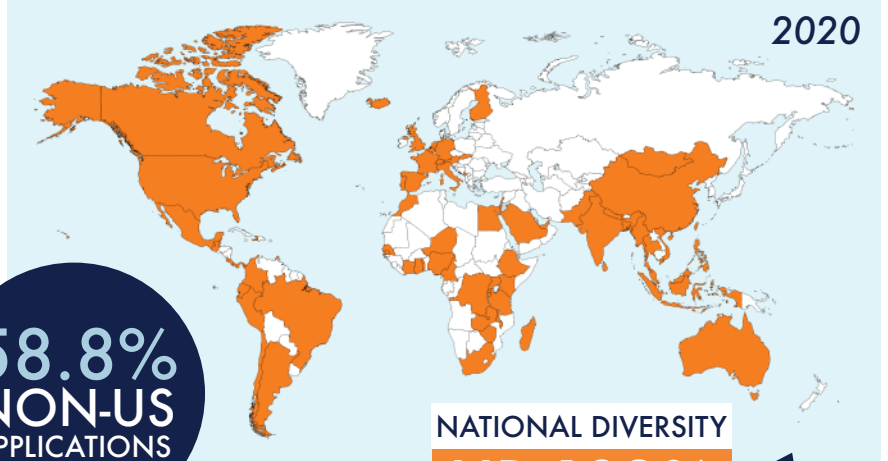 2020
58.8%
NON-US
APPLICATIONS
NATIONAL DIVERSITY